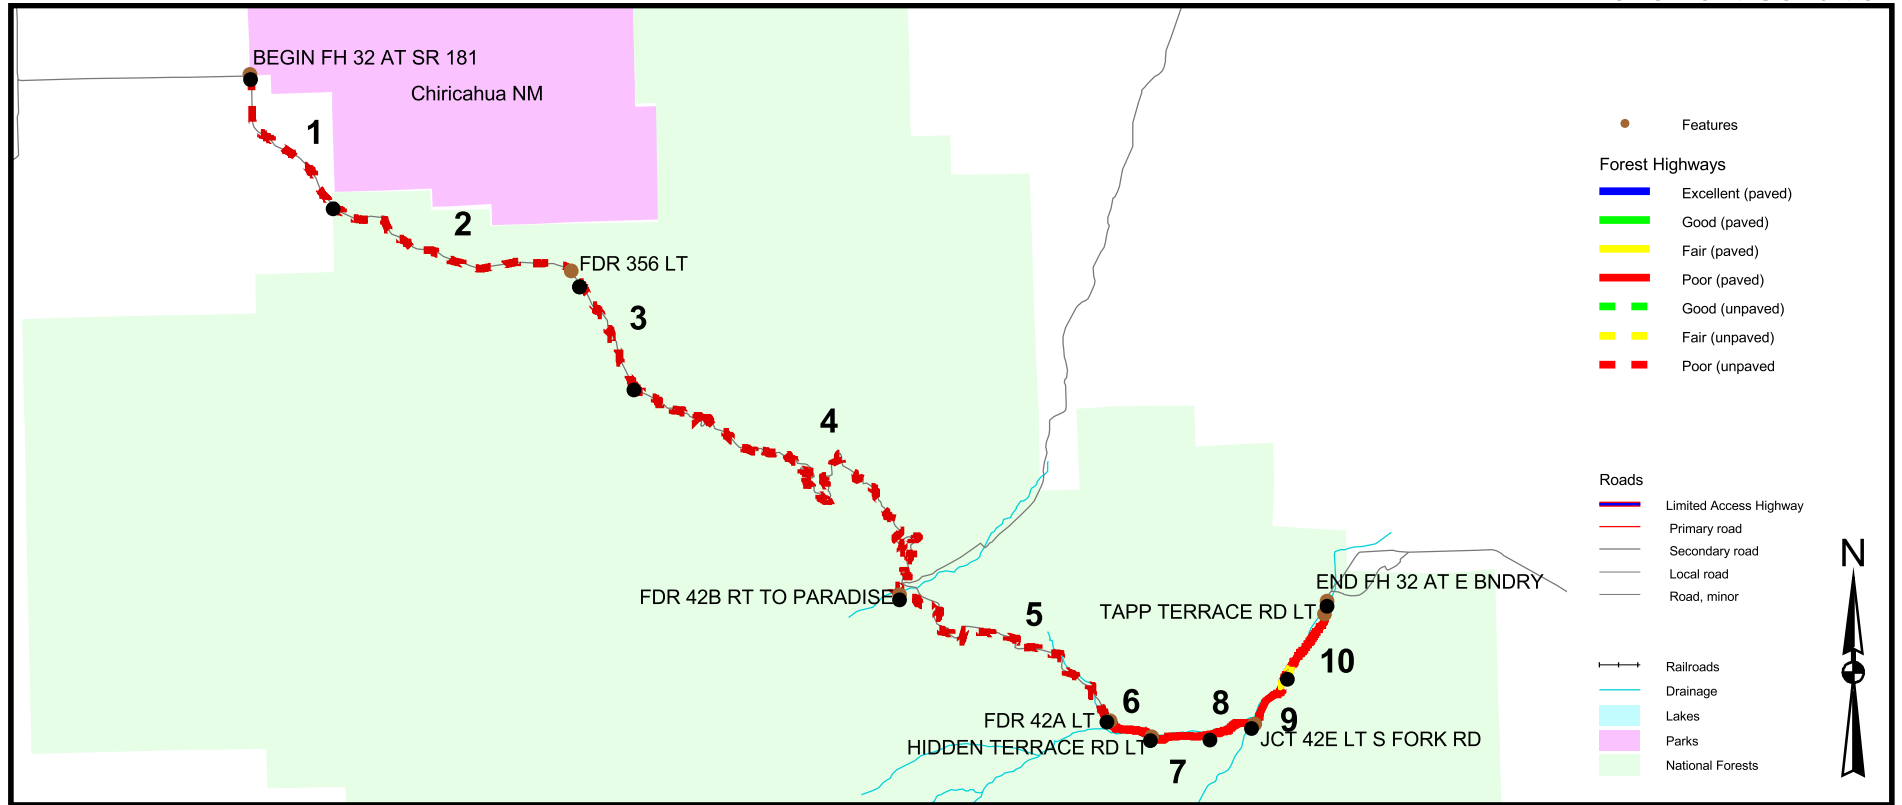 BEGIN FH 32 AT SR 181
Chiricahua NM
1
2
FDR 356 LT
3
4
FDR 42B RT TO PARADISE
5
END FH 32 AT E BNDRY
TAPP TERRACE RD LT
10
6
8
9
FDR 42A LT
JCT 42E LT S FORK RD
HIDDEN TERRACE RD LT
7
Features
Forest Highways
Excellent (paved)
Good (paved)
Fair (paved)
Poor (paved)
Good (unpaved)
Fair (unpaved)
Poor (unpaved
Roads
Limited Access Highway
Primary road
Secondary road
Local road
Road, minor
Railroads
Drainage
Lakes
Parks
National Forests
N